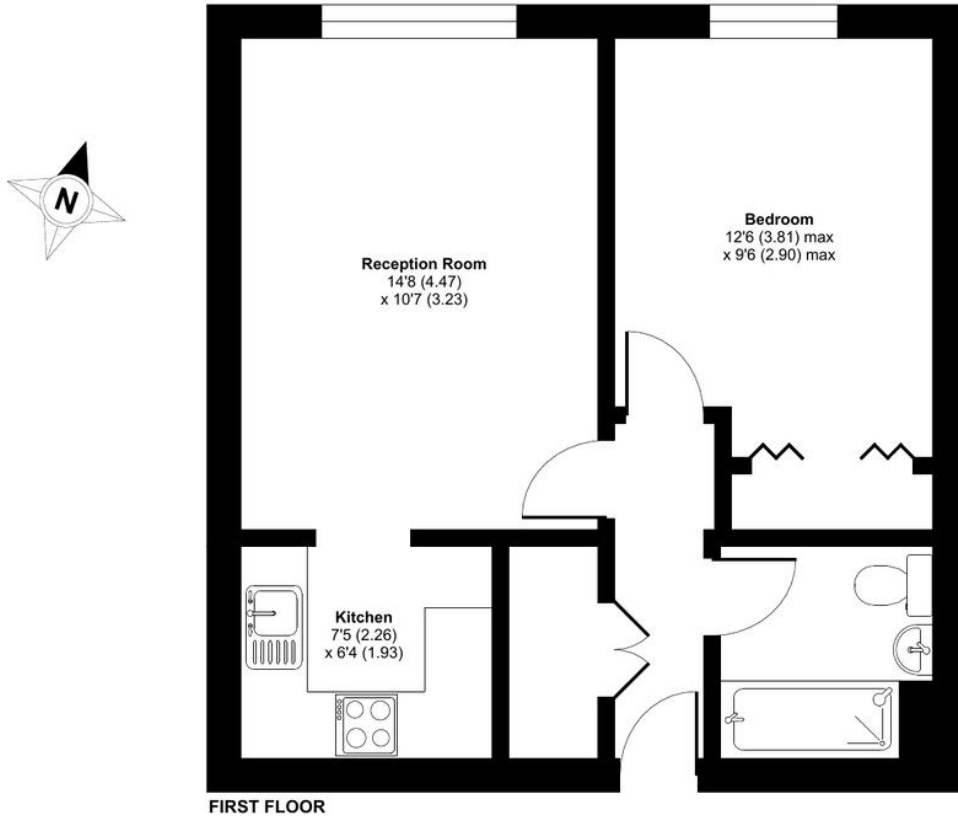 N
Reception Room
14'8 (4.47)
x 10'7 (3.23)
Bedroom
12'6 (3.81) max
x 9'6 (2.90) max
Kitchen
7'5 (2.26)
x 6'4 (1.93)
FIRST FLOOR